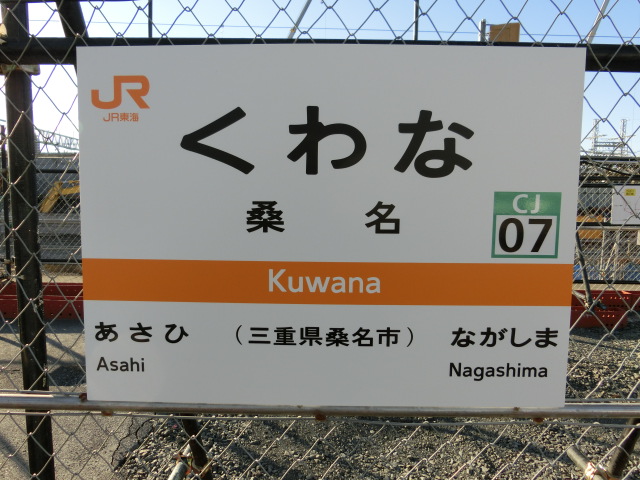 JR
JR東海
くわな
桑名
CJ
07
Kuwana
あさひ (三重県桑名市) ながしま
Asahi Nagashima